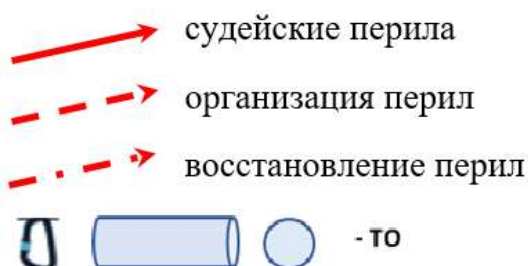 судейские перила
организация перил
восстановление перил
- ТО